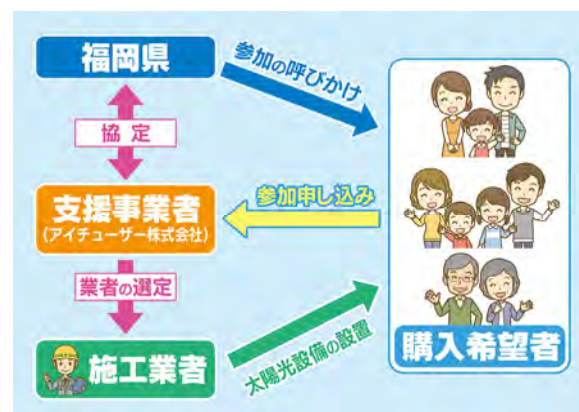 福岡県
参加の呼びかけ
協定
支援事業者
(アイチューザー株式会社)
参加申し込み
業者の選定
施工業者
太陽光設備の設置
購入希望者